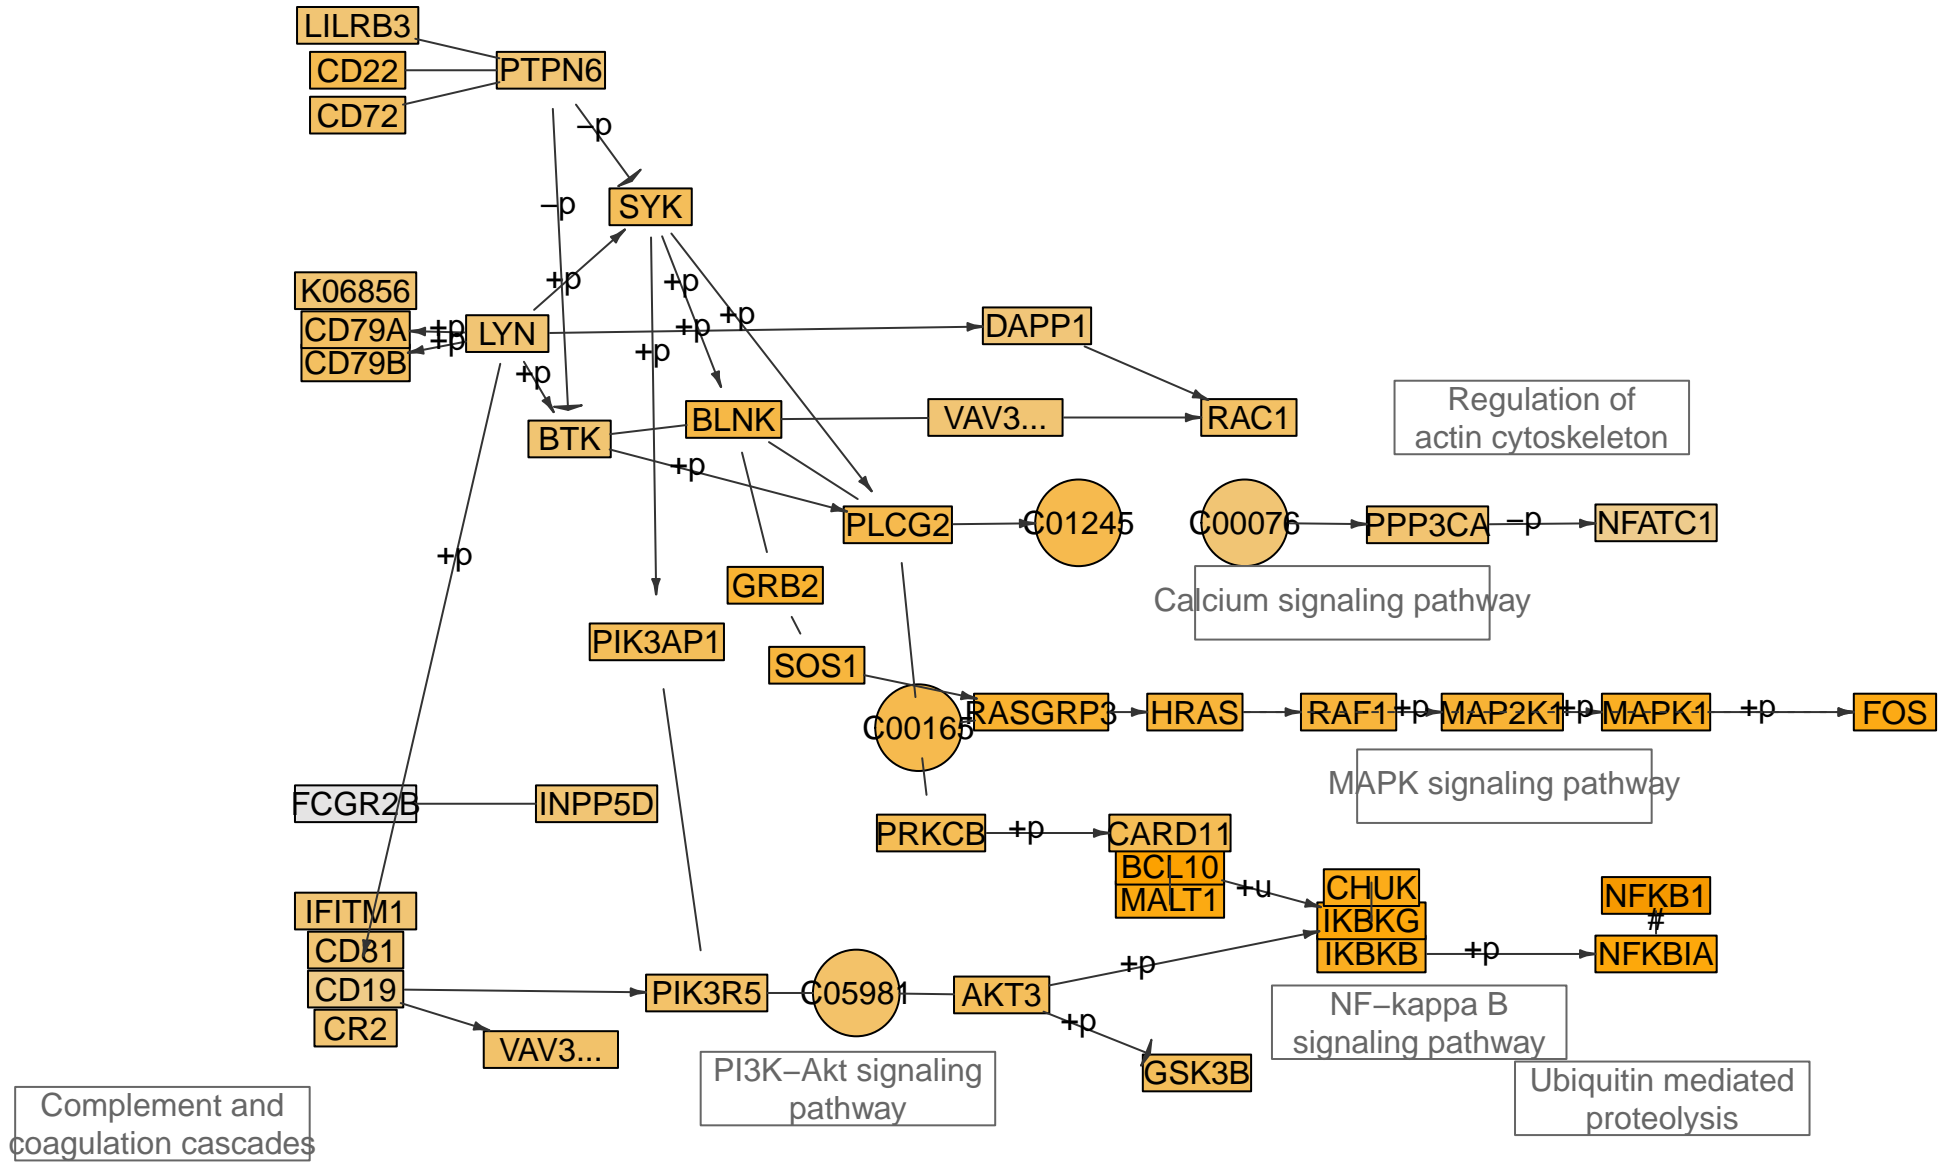 LILRB3
CD22
PTPN6
CD72
–p
SYK
–p
+p
+p
K06856
CD79A
+p
LYN
+p
+p
DAPP1
+p
CD79B
+p
+p
Regulation of
actin cytoskeleton
BLNK
VAV3...
RAC1
BTK
+p
PLCG2
C01245
C00076
PPP3CA
–p
NFATC1
+p
GRB2
Calcium signaling pathway
PIK3AP1
SOS1
C00165
RASGRP3
HRAS
RAF1
+p
MAP2K1
+p
MAPK1
+p
FOS
MAPK signaling pathway
FCGR2B
INPP5D
PRKCB
+p
CARD11
BCL10
MALT1
+u
CHUK
IKBKG
IKBKB
+p
NFKB1
#
NFKBIA
IFITM1
CD81
CD19
CR2
PIK3R5
C05981
AKT3
+p
+p
VAV3...
GSK3B
NF–kappa B
signaling pathway
PI3K–Akt signaling
pathway
Ubiquitin mediated
proteolysis
Complement and
coagulation cascades